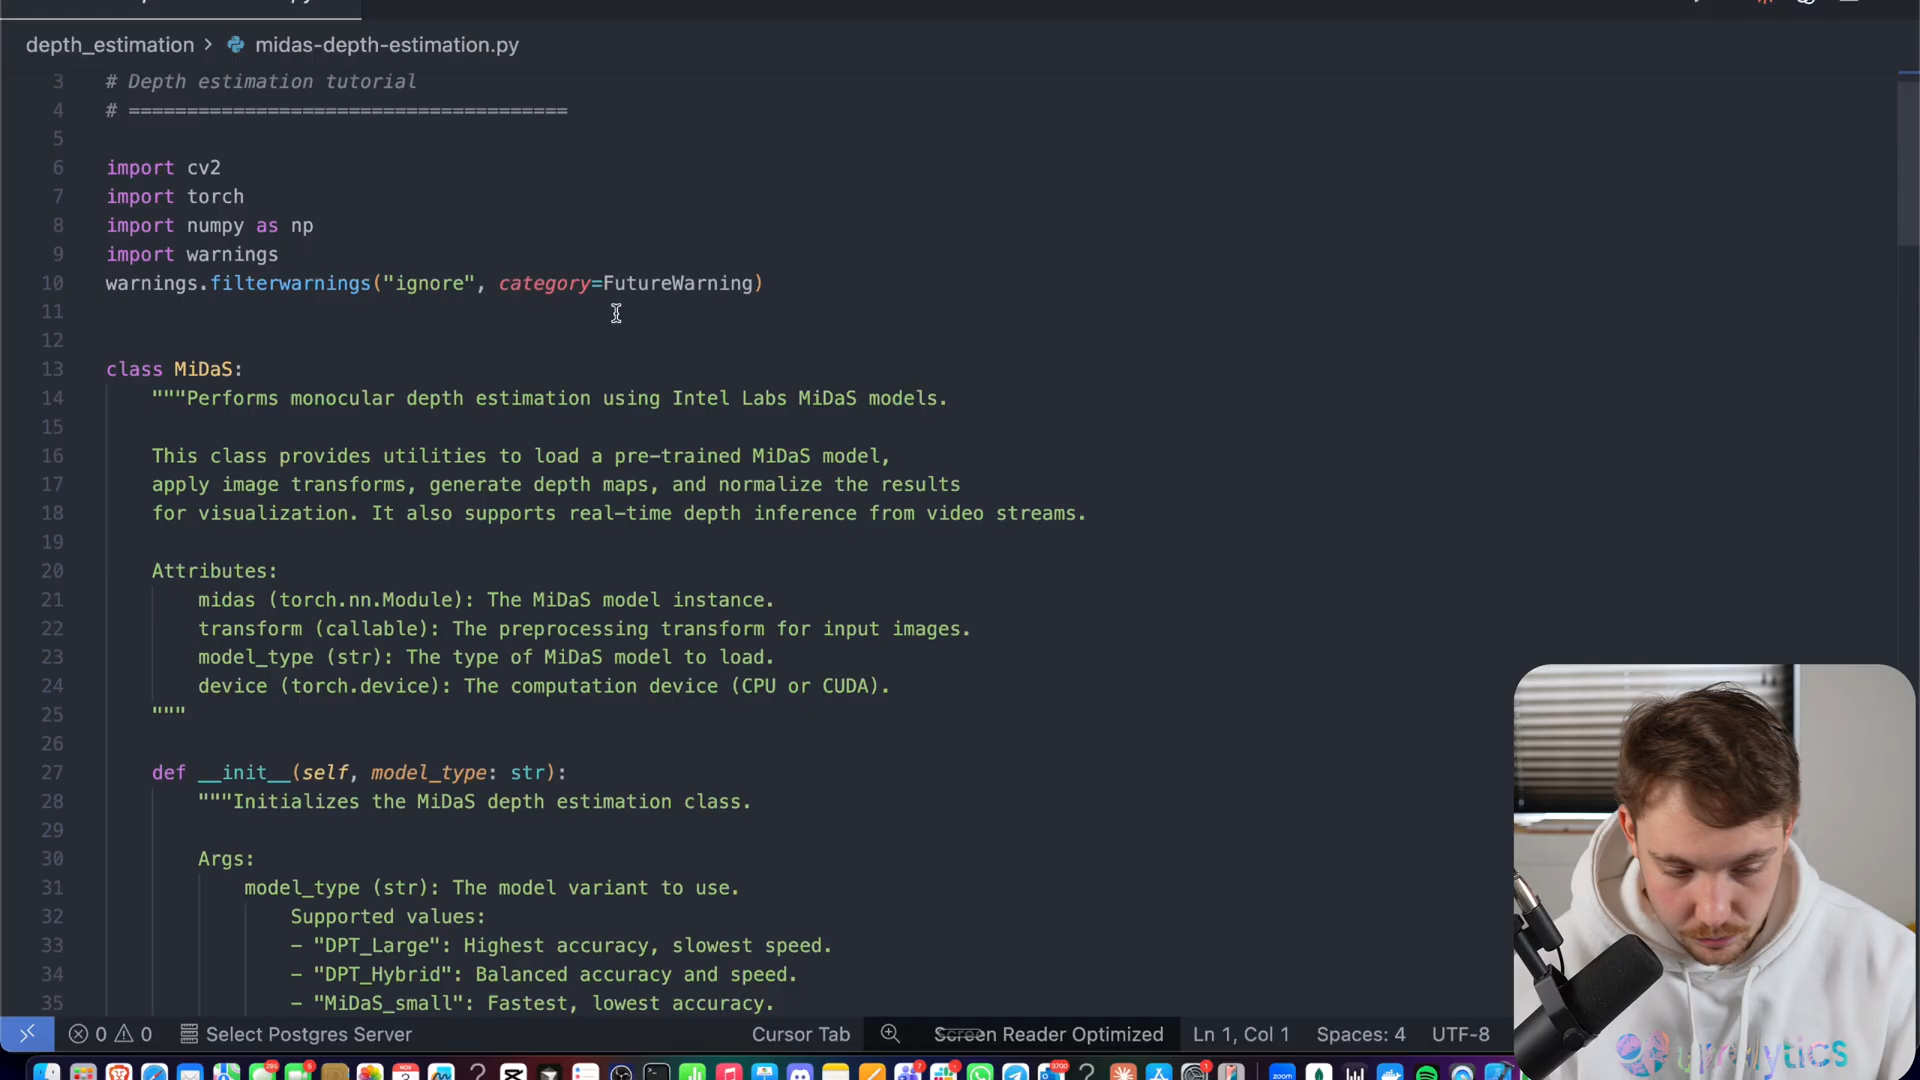 depth_estimation > midas-depth-estimation.py
3 # Depth estimation tutorial
4 # ======================================
5
6 import cv2
7 import torch
8 import numpy as np
9 import warnings
10 warnings.filterwarnings("ignore", category=FutureWarning)
11
12
13 class MiDaS:
14 """Performs monocular depth estimation using Intel Labs MiDaS models.
15
16 This class provides utilities to load a pre-trained MiDaS model,
17 apply image transforms, generate depth maps, and normalize the results
18 for visualization. It also supports real-time depth inference from video streams.
19
20 Attributes:
21 midas (torch.nn.Module): The MiDaS model instance.
22 transform (callable): The preprocessing transform for input images.
23 model_type (str): The type of MiDaS model to load.
24 device (torch.device): The computation device (CPU or CUDA).
25 """
26
27 def __init__(self, model_type: str):
28 """Initializes the MiDaS depth estimation class.
29
30 Args:
31 model_type (str): The model variant to use.
32 Supported values:
33 - "DPT_Large": Highest accuracy, slowest speed.
34 - "DPT_Hybrid": Balanced accuracy and speed.
35 - "MiDaS_small": Fastest, lowest accuracy.
0 0 Select Postgres Server Cursor Tab Screen Reader Optimized Ln 1, Col 1 Spaces: 4 UTF-8